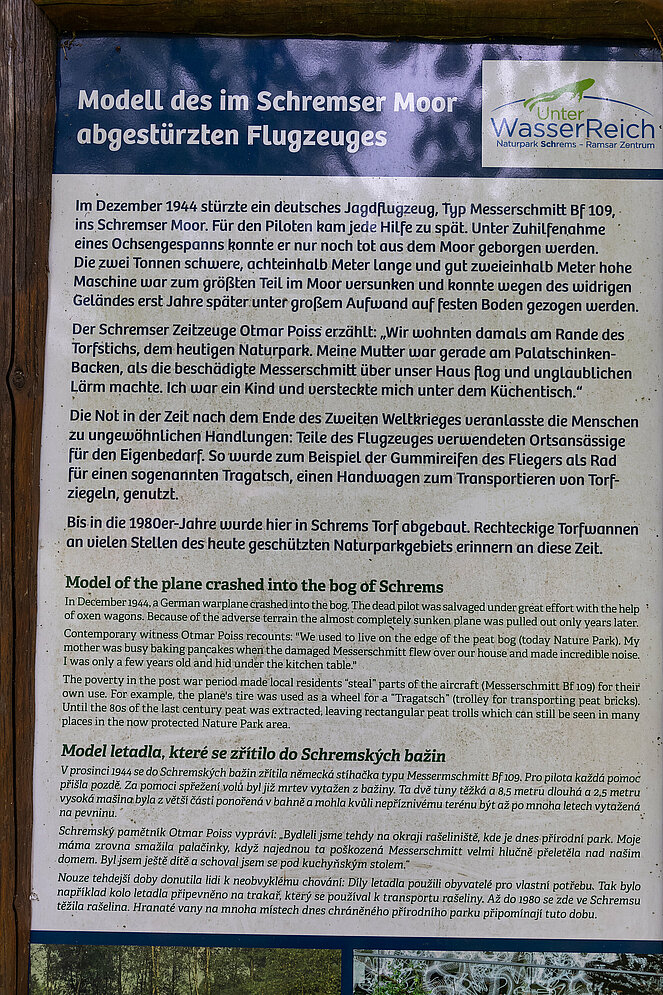 Modell des im Schremser Moor
abgestürzten Flugzeuges
Unter
WasserReich
Naturpark Schrems – Ramsar Zentrum
Im Dezember 1944 stürzte ein deutsches Jagdflugzeug, Typ Messerschmitt Bf 109,
ins Schremser Moor. Für den Piloten kam jede Hilfe zu spät. Unter Zuhilfenahme
eines Ochsengespanns konnte er nur noch tot aus dem Moor geborgen werden.
Die zwei Tonnen schwere, achteinhalb Meter lange und gut zweieinhalb Meter hohe
Maschine war zum größten Teil im Moor versunken und konnte wegen des widrigen
Geländes erst Jahre später unter großem Aufwand auf festen Boden gezogen werden.
Der Schremser Zeitzeuge Otmar Poiss erzählt: „Wir wohnten damals am Rande des
Torfstichs, dem heutigen Naturpark. Meine Mutter war gerade am Palatschinken-
Backen, als die beschädigte Messerschmitt über unser Haus flog und unglaublichen
Lärm machte. Ich war ein Kind und versteckte mich unter dem Küchentisch.“
Die Not in der Zeit nach dem Ende des Zweiten Weltkrieges veranlasste die Menschen
zu ungewöhnlichen Handlungen: Teile des Flugzeuges verwendeten Ortsansässige
für den Eigenbedarf. So wurde zum Beispiel der Gummireifen des Fliegers als Rad
für einen sogenannten Tragatsch, einen Handwagen zum Transportieren von Torf-
ziegeln, genutzt.
Bis in die 1980er-Jahre wurde hier in Schrems Torf abgebaut. Rechteckige Torfwannen
an vielen Stellen des heute geschützten Naturparkgebiets erinnern an diese Zeit.
Model of the plane crashed into the bog of Schrems
In December 1944, a German warplane crashed into the bog. The dead pilot was salvaged under great effort with the help
of oxen wagons. Because of the adverse terrain the almost completely sunken plane was pulled out only years later.
Contemporary witness Otmar Poiss recounts: "We used to live on the edge of the peat bog (today Nature Park). My
mother was busy baking pancakes when the damaged Messerschmitt flew over our house and made incredible noise.
I was only a few years old and hid under the kitchen table."
The poverty in the post war period made local residents “steal” parts of the aircraft (Messerschmitt Bf 109) for their
own use. For example, the plane's tire was used as a wheel for a “Tragatsch” (trolley for transporting peat bricks).
Until the 80s of the last century peat was extracted, leaving rectangular peat trolls which can still be seen in many
places in the now protected Nature Park area.
Model letadla, které se zřítilo do Schremských bažin
V prosinci 1944 se do Schremských bažin zřítila německá stíhačka typu Messermschmitt Bf 109. Pro pilota každá pomoc
přišla pozdě. Za pomoci spřežení volů byl již mrtev vytažen z bažiny. Ta dvě tuny těžká a 8,5 metru dlouhá a 2,5 metru
vysoká mašina byla z větší části ponořená v bahně a mohla kvůli nepříznivému terénu být až po mnoha letech vytažená
na pevninu.
Schremský pamětník Otmar Poiss vypráví: „Bydleli jsme tehdy na okraji rašeliniště, kde je dnes přírodní park. Moje
máma zrovna smažila palačinky, když najednou ta poškozená Messerschmitt velmi hlučně přeletěla nad naším
domem. Byl jsem ještě dítě a schoval jsem se pod kuchyňským stolem.“
Nouze tehdejší doby donutila lidi k neobvyklému chování: Díly letadla použili obyvatelé pro vlastní potřebu. Tak bylo
například kolo letadla připevněno na trakař, který se používal k transportu rašeliny. Až do 1980 se zde ve Schremsu
těžila rašelina. Hranaté vany na mnoha místech dnes chráněného přírodního parku připomínají tuto dobu.